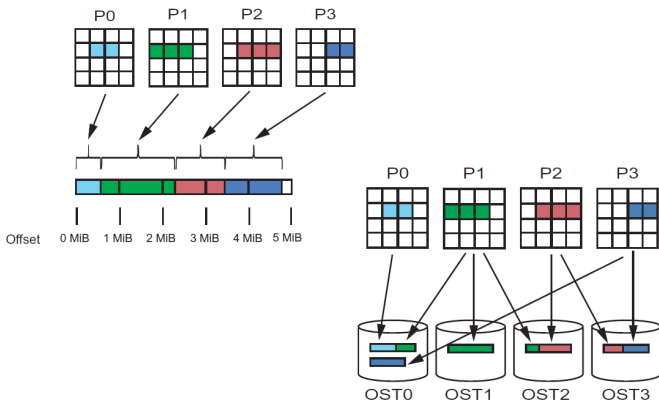 P0 P1 P2 P3
Offset 0 MiB 1 MiB 2 MiB 3 MiB 4 MiB 5 MiB
P0 P1 P2 P3
OST0 OST1 OST2 OST3